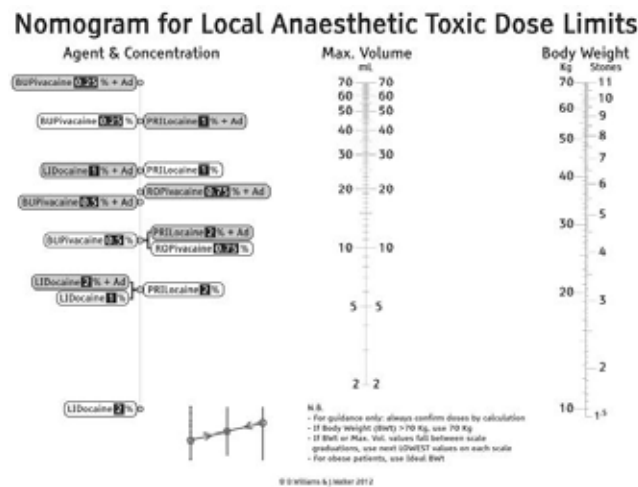 Nomogram for Local Anaesthetic Toxic Dose Limits
Agent & Concentration
Max. Volume
mL
Body Weight
Kg Stones
BUPivacaine 0.25 % + Ad
BUPivacaine 0.25 %
PRILocaine 1 % + Ad
LIDocaine 1 % + Ad
PRILocaine 1 %
ROPivacaine 0.75 % + Ad
BUPivacaine 0.5 % + Ad
BUPivacaine 0.5 %
PRILocaine 2 % + Ad
ROPivacaine 0.75 %
LIDocaine 2 % + Ad
LIDocaine 1 %
PRILocaine 2 %
LIDocaine 2 %
70 70
60 60
50 50
40 40
30 30
20 20
10 10
5 5
2 2
70 11
10
60 9
50 8
7
40 6
5
30
4
20 3
2
10 1.5
N.B.
- For guidance only: always confirm doses by calculation
- If Body Weight (BWt) >70 Kg, use 70 Kg
- If BWt or Max. Vol. values fall between scale
graduations, use next LOWEST values on each scale
- For obese patients, use Ideal BWt
© D Williams & J Walker 2012